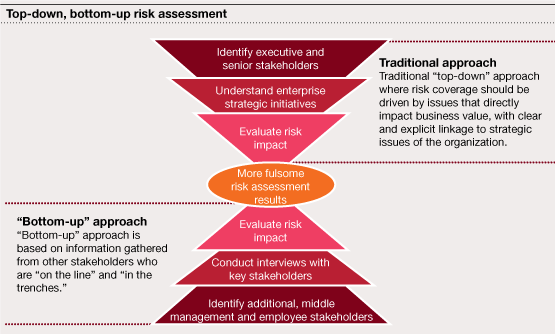 Top-down, bottom-up risk assessment
Identify executive and
senior stakeholders
Understand enterprise
strategic initiatives
Evaluate risk
impact
Traditional approach
Traditional “top-down” approach
where risk coverage should be
driven by issues that directly
impact business value, with clear
and explicit linkage to strategic
issues of the organization.
More fulsome
risk assessment
results
“Bottom-up” approach
“Bottom-up” approach is
based on information gathered
from other stakeholders who
are “on the line” and “in the
trenches.”
Evaluate risk
impact
Conduct interviews with
key stakeholders
Identify additional, middle
management and employee stakeholders